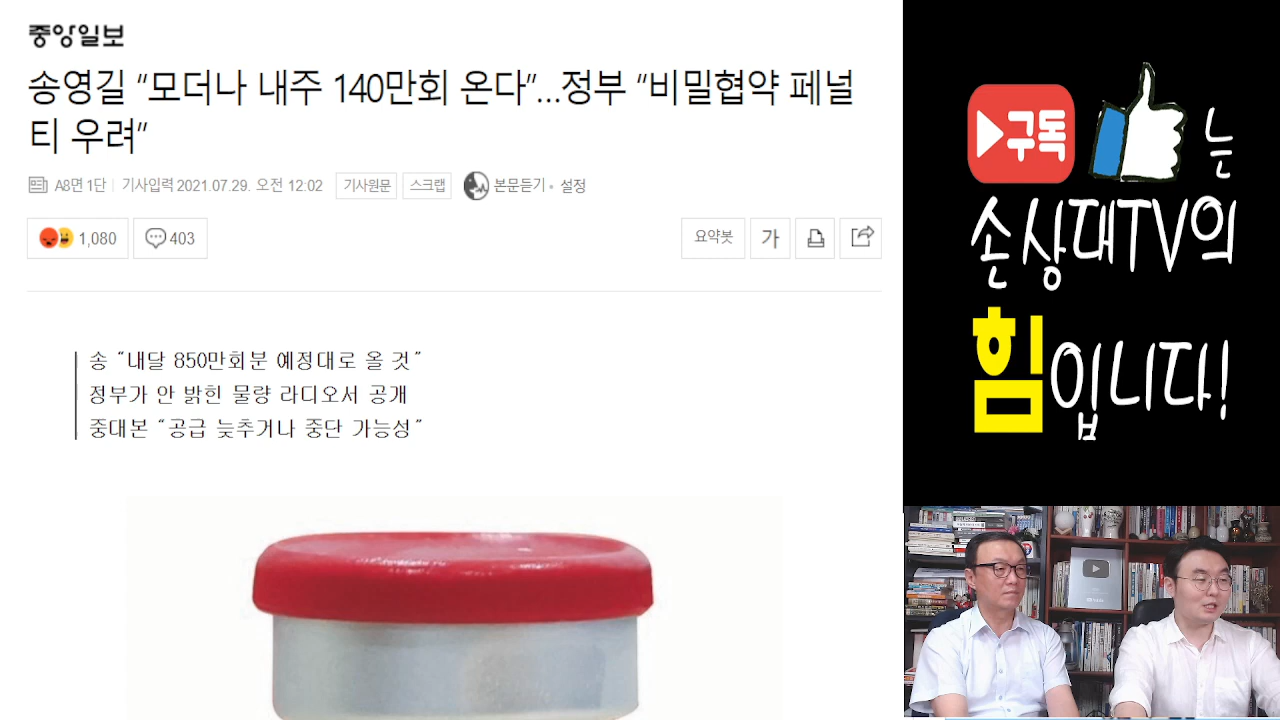 중앙일보
송영길 “모더나 내주 140만회 온다”…정부 “비밀협약 페널
티 우려”
A8면 1단 기사입력 2021.07.29. 오전 12:02 기사원문 스크랩 본문듣기 · 설정
1,080 403 요약봇 가
송 “내달 850만회분 예정대로 올 것”
정부가 안 밝힌 물량 라디오서 공개
중대본 “공급 늦추거나 중단 가능성”
구독 는
손상대TV의
힘입니다!